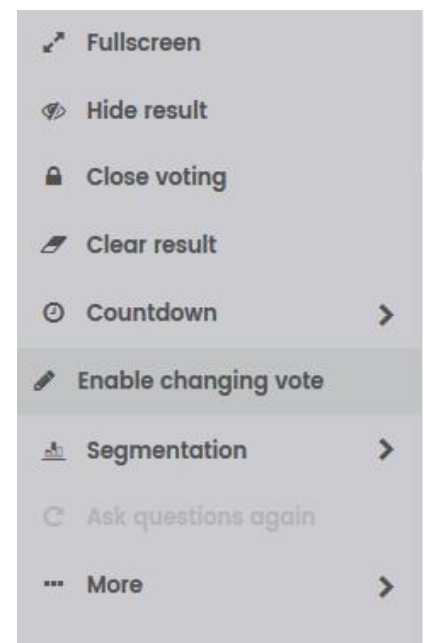 Fullscreen
Hide result
Close voting
Clear result
Countdown
Enable changing vote
Segmentation
Ask questions again
More